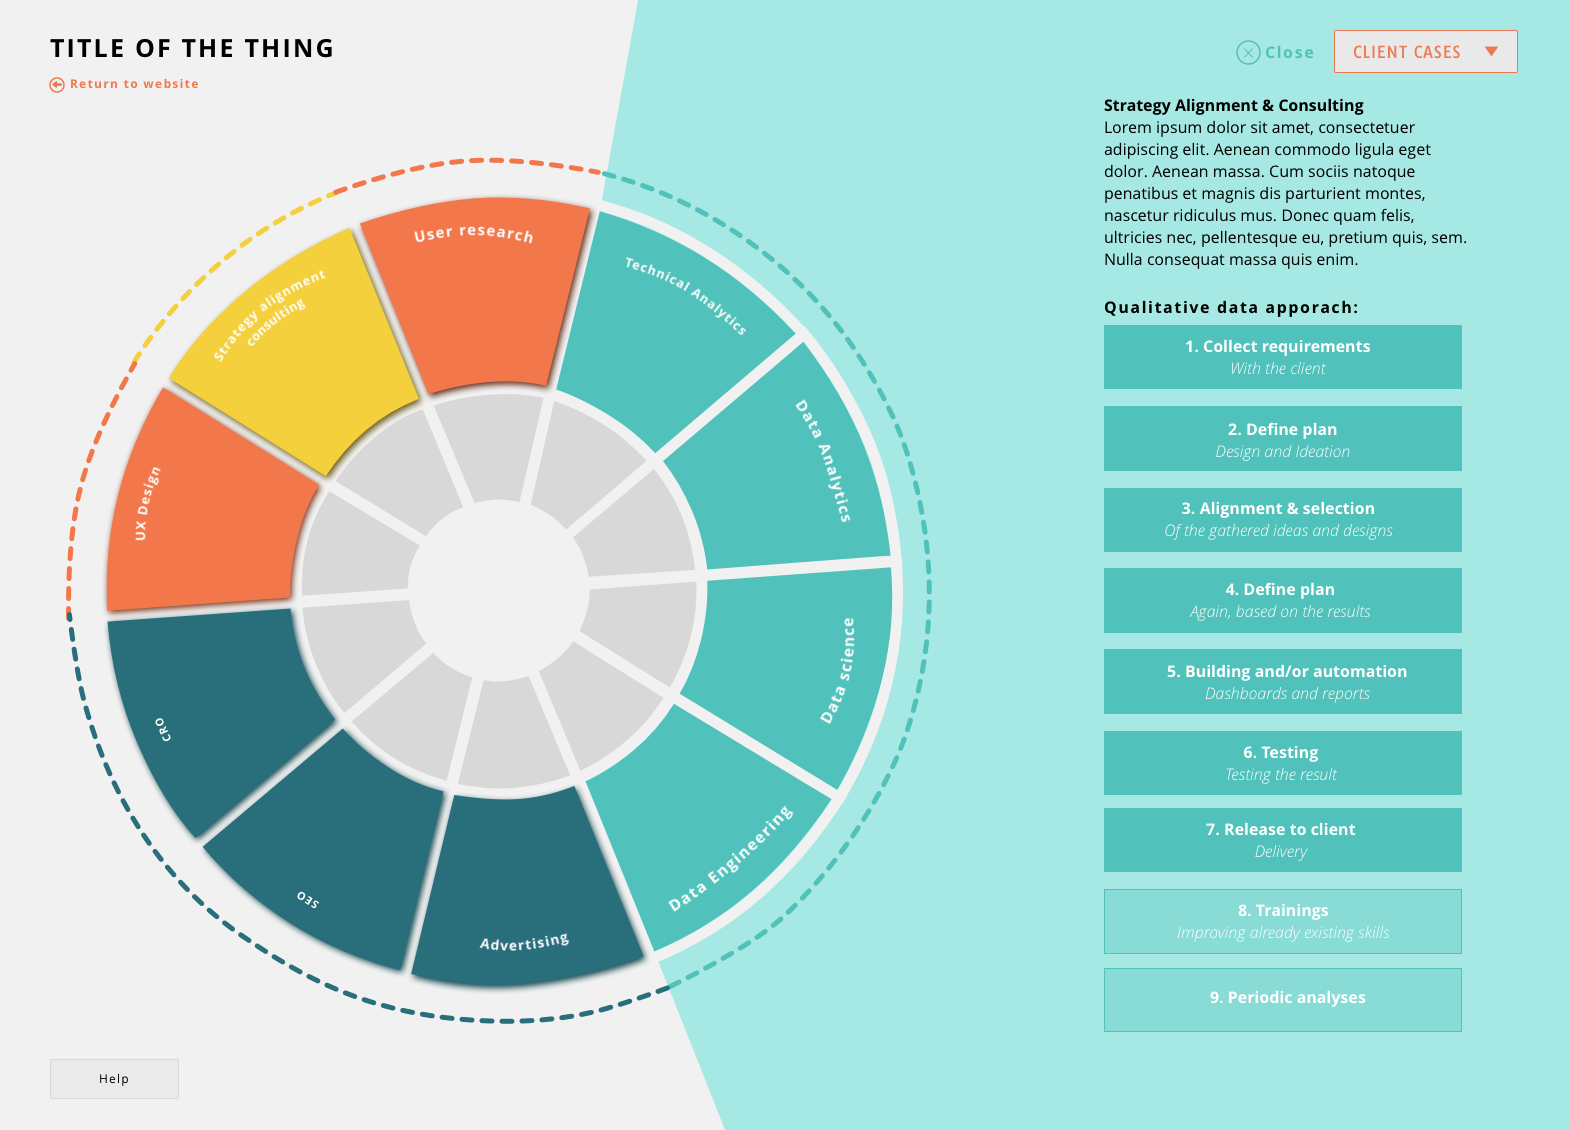 TITLE OF THE THING
Return to website
Close
CLIENT CASES
Strategy Alignment & Consulting
Lorem ipsum dolor sit amet, consectetuer
adipiscing elit. Aenean commodo ligula eget
dolor. Aenean massa. Cum sociis natoque
penatibus et magnis dis parturient montes,
nascetur ridiculus mus. Donec quam felis,
ultricies nec, pellentesque eu, pretium quis, sem.
Nulla consequat massa quis enim.
Qualitative data apporach:
1. Collect requirements
With the client
2. Define plan
Design and Ideation
3. Alignment & selection
Of the gathered ideas and designs
4. Define plan
Again, based on the results
5. Building and/or automation
Dashboards and reports
6. Testing
Testing the result
7. Release to client
Delivery
8. Trainings
Improving already existing skills
9. Periodic analyses
User research
Technical Analytics
Data Analytics
Data science
Data Engineering
Advertising
SEO
CRO
UX Design
Strategy alignment
consulting
Help